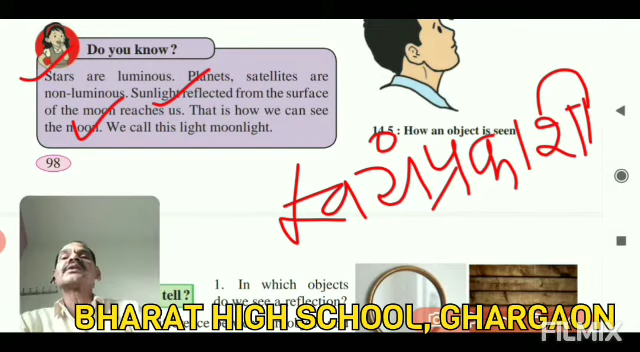 Do you know?
Stars are luminous. Planets, satellites are
non-luminous. Sunlight reflected from the surface
of the moon reaches us. That is how we can see
the moon. We call this light moonlight.
98
14.5 : How an object is seen
स्वयंप्रकाशी
tell?
1. In which objects
do we see a reflection?
BHARAT HIGH SCHOOL, GHARGAON
FILMIX